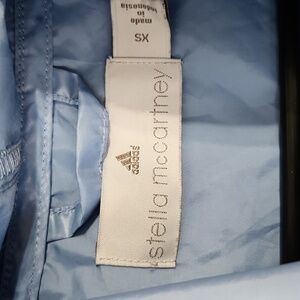 XS
made in
indonesia
adidas
stella mccartney